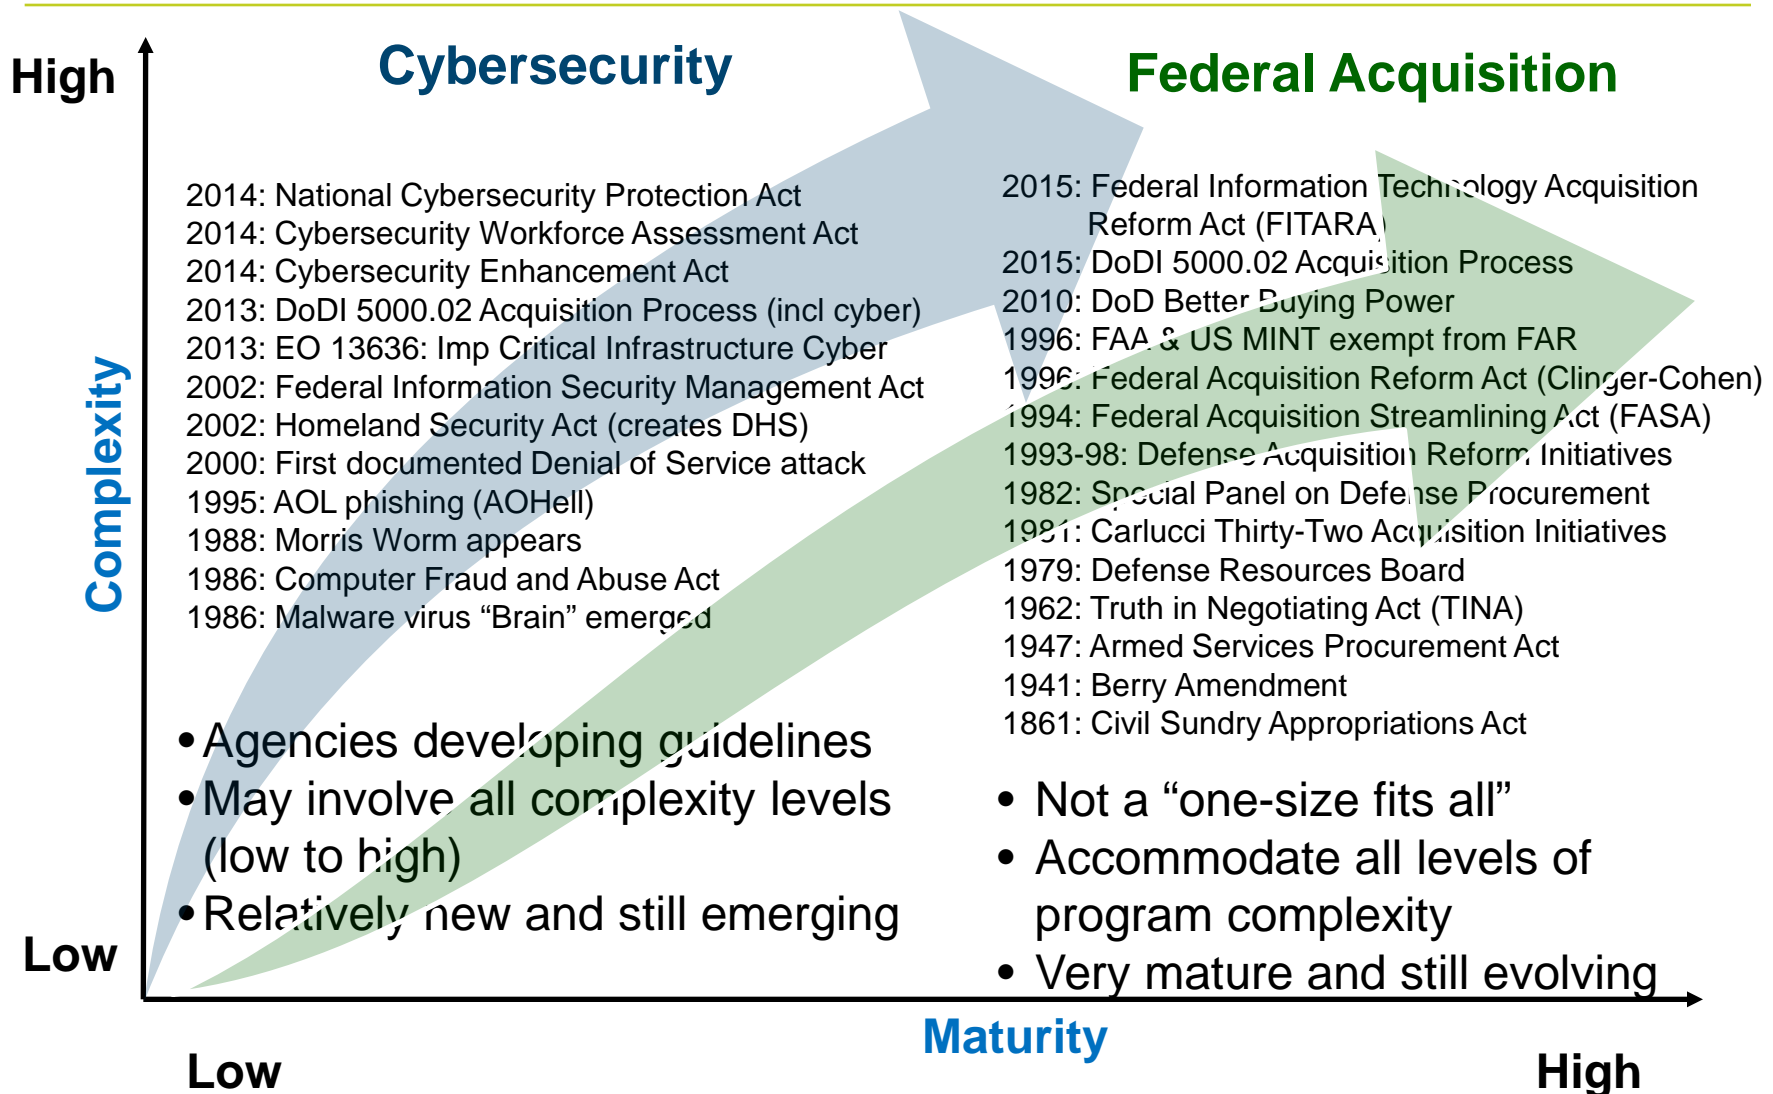 Cybersecurity
Federal Acquisition
High
Complexity
Low
2014: National Cybersecurity Protection Act
2014: Cybersecurity Workforce Assessment Act
2014: Cybersecurity Enhancement Act
2013: DoDI 5000.02 Acquisition Process (incl cyber)
2013: EO 13636: Imp Critical Infrastructure Cyber
2002: Federal Information Security Management Act
2002: Homeland Security Act (creates DHS)
2000: First documented Denial of Service attack
1995: AOL phishing (AOHell)
1988: Morris Worm appears
1986: Computer Fraud and Abuse Act
1986: Malware virus “Brain” emerged
•Agencies developing guidelines
•May involve all complexity levels
(low to high)
•Relatively new and still emerging
2015: Federal Information Technology Acquisition
Reform Act (FITARA)
2015: DoDI 5000.02 Acquisition Process
2010: DoD Better Buying Power
1996: FAA & US MINT exempt from FAR
1996: Federal Acquisition Reform Act (Clinger-Cohen)
1994: Federal Acquisition Streamlining Act (FASA)
1993-98: Defense Acquisition Reform Initiatives
1982: Special Panel on Defense Procurement
1981: Carlucci Thirty-Two Acquisition Initiatives
1979: Defense Resources Board
1962: Truth in Negotiating Act (TINA)
1947: Armed Services Procurement Act
1941: Berry Amendment
1861: Civil Sundry Appropriations Act
• Not a “one-size fits all”
• Accommodate all levels of
program complexity
• Very mature and still evolving
Maturity
Low
High